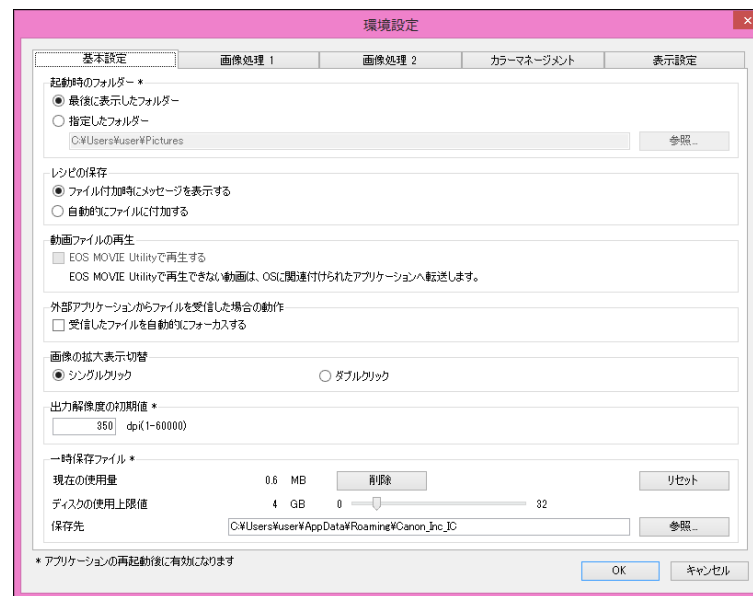 環境設定
基本設定 画像処理 1 画像処理 2 カラーマネージメント 表示設定
起動時のフォルダー *
最後に表示したフォルダー
指定したフォルダー
C:¥Users¥user¥Pictures 参照...
レシピの保存
ファイル付加時にメッセージを表示する
自動的にファイルに付加する
動画ファイルの再生
EOS MOVIE Utilityで再生する
EOS MOVIE Utilityで再生できない動画は、OSに関連付けられたアプリケーションへ転送します。
外部アプリケーションからファイルを受信した場合の動作
受信したファイルを自動的にフォーカスする
画像の拡大表示切替
シングルクリック ダブルクリック
出力解像度の初期値 *
350 dpi(1-60000)
一時保存ファイル *
現在の使用量 0.6 MB 削除 リセット
ディスクの使用上限値 4 GB 0 32
保存先 C:¥Users¥user¥AppData¥Roaming¥Canon_Inc_IC 参照...
* アプリケーションの再起動後に有効になります
OK キャンセル